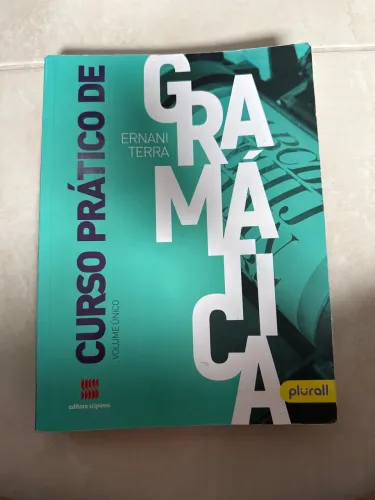 CURSO PRÁTICO DE
GRAMÁTICA
ERNANI
TERRA
VOLUME ÚNICO
editora scipione
plurall